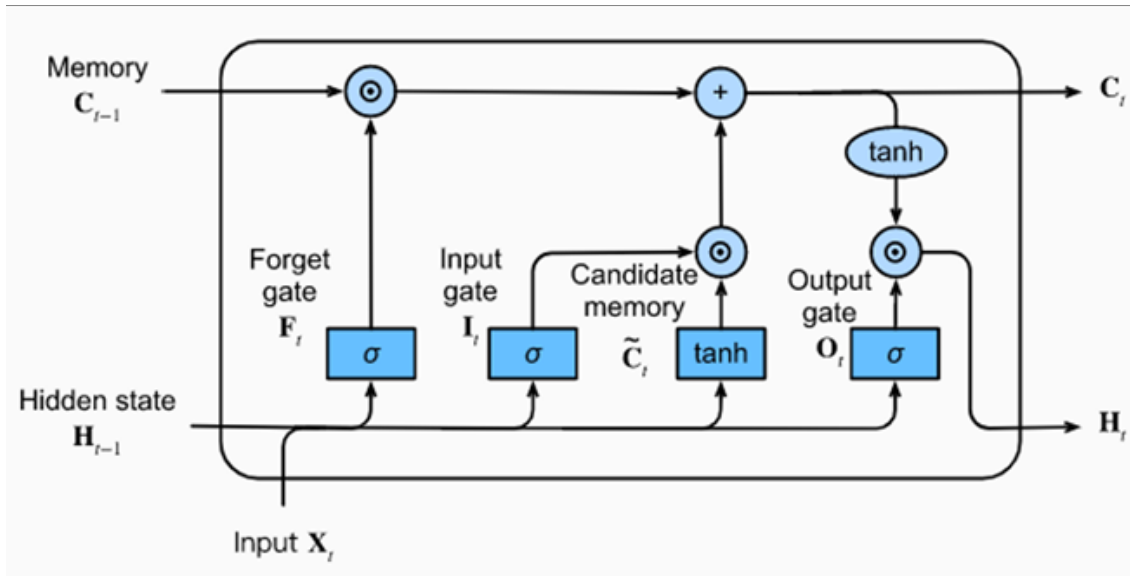 Memory
C_{t-1}
⊙
+
C_t
tanh
⊙
⊙
Forget
gate
F_t
Input
gate
I_t
Candidate
memory
C̃_t
Output
gate
O_t
σ
σ
tanh
σ
Hidden state
H_{t-1}
H_t
Input X_t